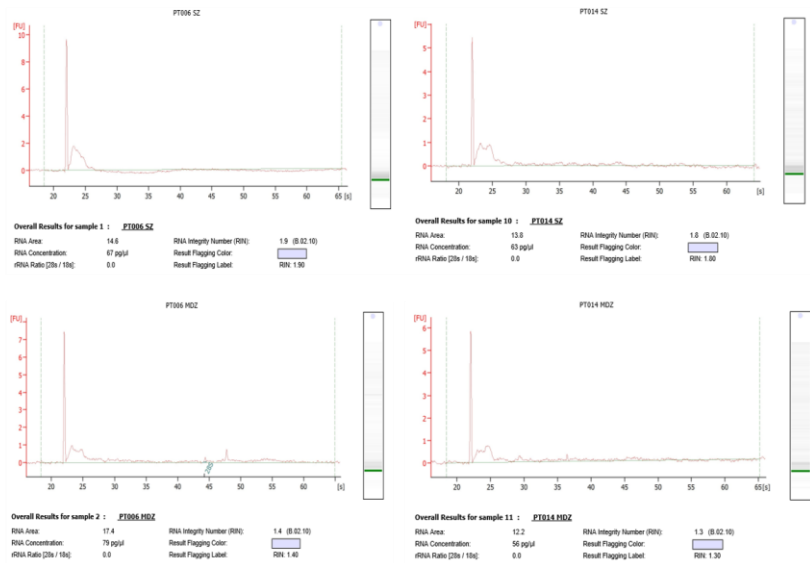 PT006 SZ
[FU]
10
8
6
4
2
0
20 25 30 35 40 45 50 55 60 65 [s]
Overall Results for sample 1 : PT006 SZ
RNA Area: 14.6 RNA Integrity Number (RIN): 1.9 (B.02.10)
RNA Concentration: 67 pg/µl Result Flagging Color:
rRNA Ratio [28s / 18s]: 0.0 Result Flagging Label: RIN: 1.90
PT014 SZ
[FU]
5
4
3
2
1
0
20 25 30 35 40 45 50 55 60 [s]
Overall Results for sample 10 : PT014 SZ
RNA Area: 13.8 RNA Integrity Number (RIN): 1.8 (B.02.10)
RNA Concentration: 63 pg/µl Result Flagging Color:
rRNA Ratio [28s / 18s]: 0.0 Result Flagging Label: RIN: 1.80
PT006 MDZ
[FU]
7
6
5
4
3
2
1
0
20 25 30 35 40 45 50 55 60 [s]
Overall Results for sample 2 : PT006 MDZ
RNA Area: 17.4 RNA Integrity Number (RIN): 1.4 (B.02.10)
RNA Concentration: 79 pg/µl Result Flagging Color:
rRNA Ratio [28s / 18s]: 0.0 Result Flagging Label: RIN: 1.40
PT014 MDZ
[FU]
6
5
4
3
2
1
0
20 25 30 35 40 45 50 55 60 65 [s]
Overall Results for sample 11 : PT014 MDZ
RNA Area: 12.2 RNA Integrity Number (RIN): 1.3 (B.02.10)
RNA Concentration: 56 pg/µl Result Flagging Color:
rRNA Ratio [28s / 18s]: 0.0 Result Flagging Label: RIN: 1.30